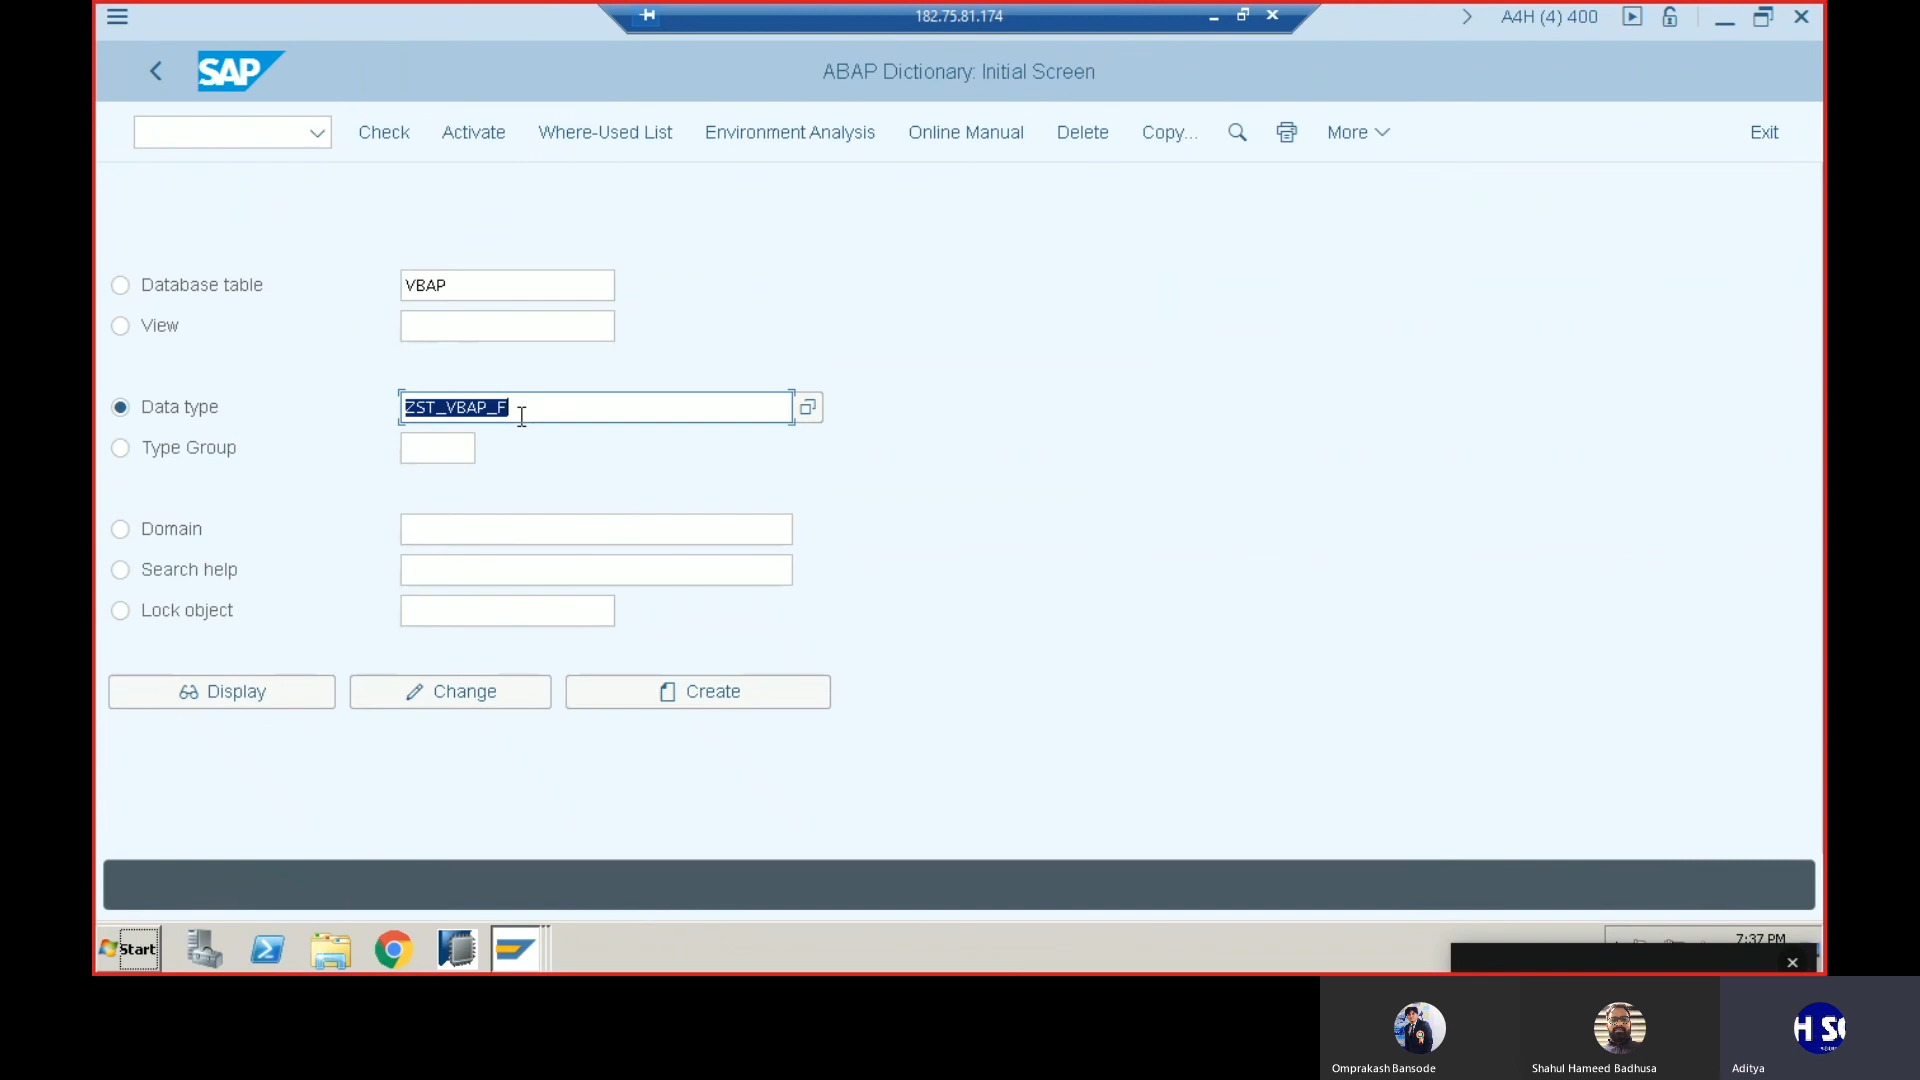 182.75.81.174
A4H (4) 400
SAP
ABAP Dictionary: Initial Screen
Check Activate Where-Used List Environment Analysis Online Manual Delete Copy... More Exit
Database table VBAP
View
Data type ZST_VBAP_F
Type Group
Domain
Search help
Lock object
Display Change Create
Start
7:37 PM
Omprakash Bansode Shahul Hameed Badhusa Aditya